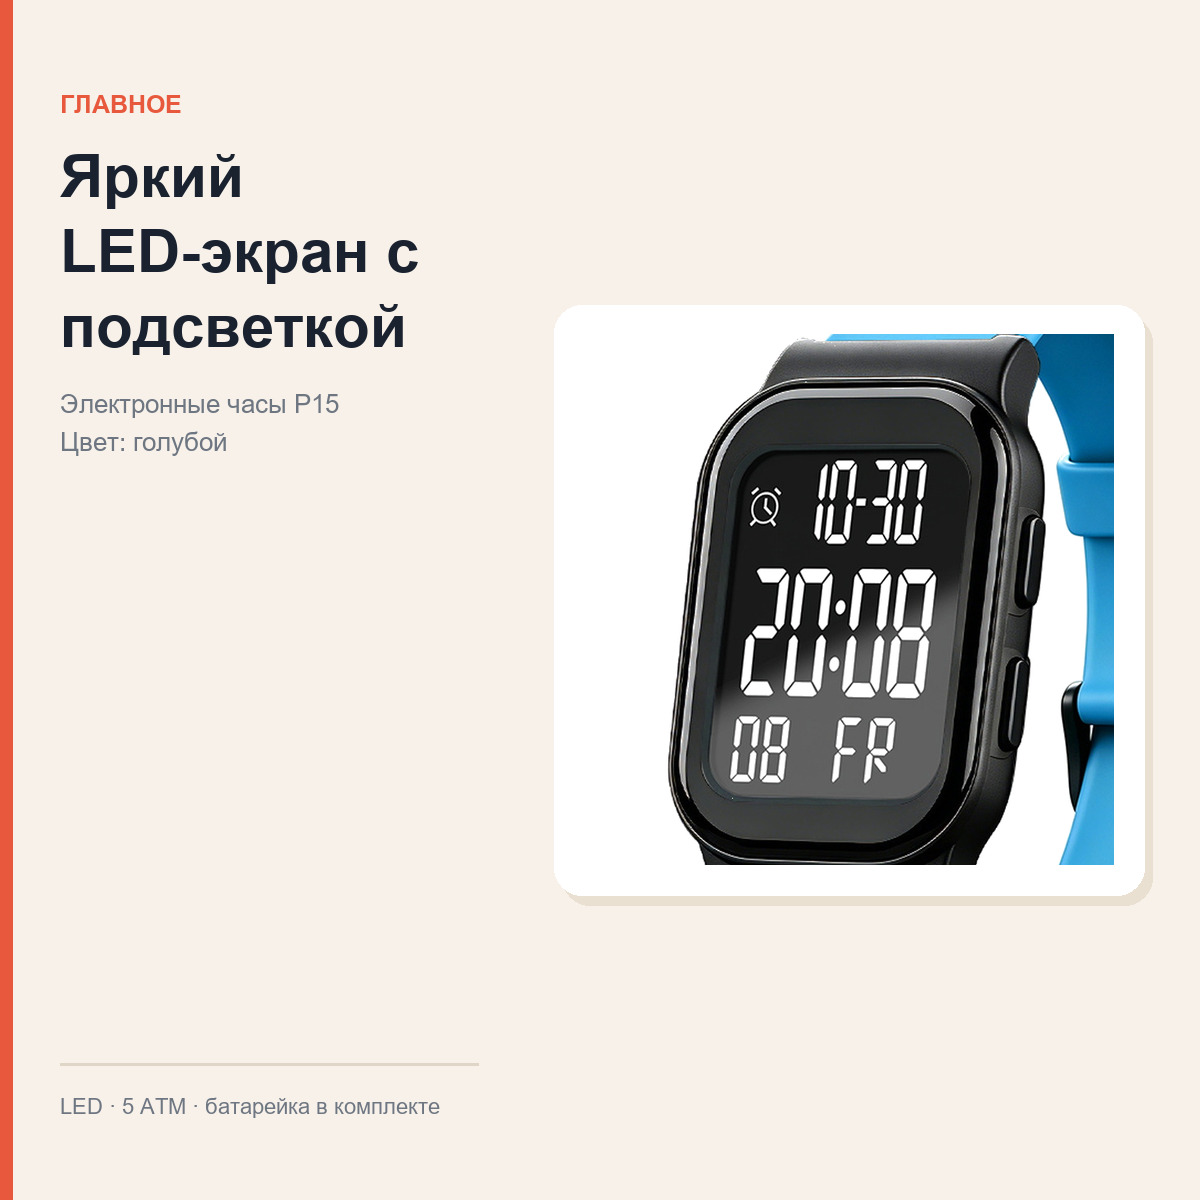 ГЛАВНОЕ
Яркий
LED-экран с
подсветкой
Электронные часы P15
Цвет: голубой
10-30
20:08
08 FR
LED · 5 ATM · батарейка в комплекте